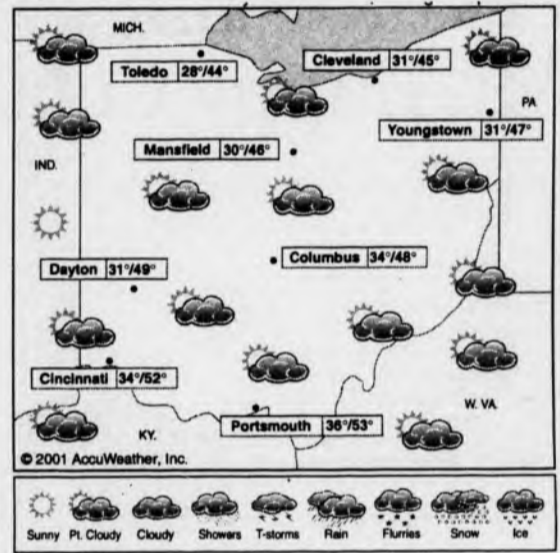 MICH.
Toledo 28°/44°
Cleveland 31°/45°
PA
Youngstown 31°/47°
Mansfield 30°/46°
IND.
Columbus 34°/48°
Dayton 31°/49°
Cincinnati 34°/52°
W. VA.
Portsmouth 36°/53°
KY.
© 2001 AccuWeather, Inc.
Sunny Pt. Cloudy Cloudy Showers T-storms Rain Flurries Snow Ice